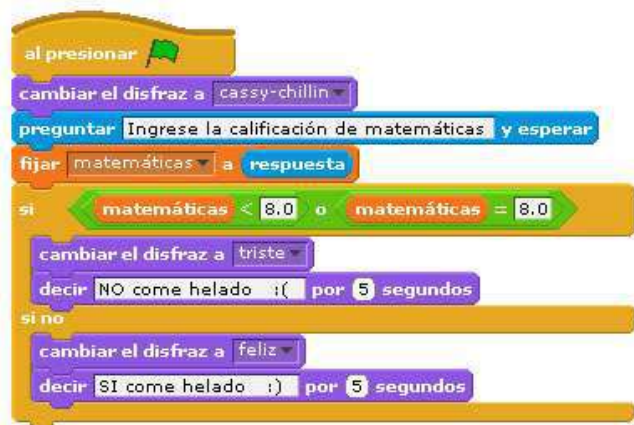 al presionar
cambiar el disfraz a cassy-chillin
preguntar Ingrese la calificación de matemáticas y esperar
fijar matemáticas a respuesta
si matemáticas < 8.0 o matemáticas = 8.0
cambiar el disfraz a triste
decir NO come helado :( por 5 segundos
si no
cambiar el disfraz a feliz
decir SI come helado :) por 5 segundos